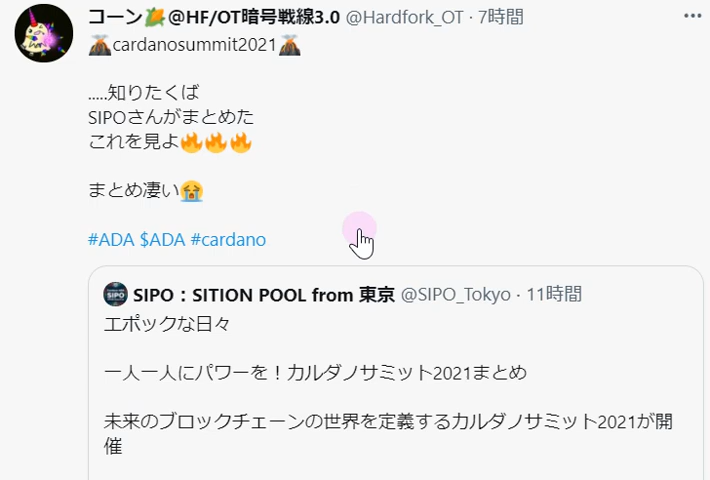 コーン🌽@HF/OT暗号戦線3.0 @Hardfork_OT · 7時間
🌋cardanosummit2021🌋
.....知りたくば
SIPOさんがまとめた
これを見よ🔥🔥🔥
まとめ凄い😭
#ADA $ADA #cardano
SIPO：SITION POOL from 東京 @SIPO_Tokyo · 11時間
エポックな日々
一人一人にパワーを！カルダノサミット2021まとめ
未来のブロックチェーンの世界を定義するカルダノサミット2021が開
催